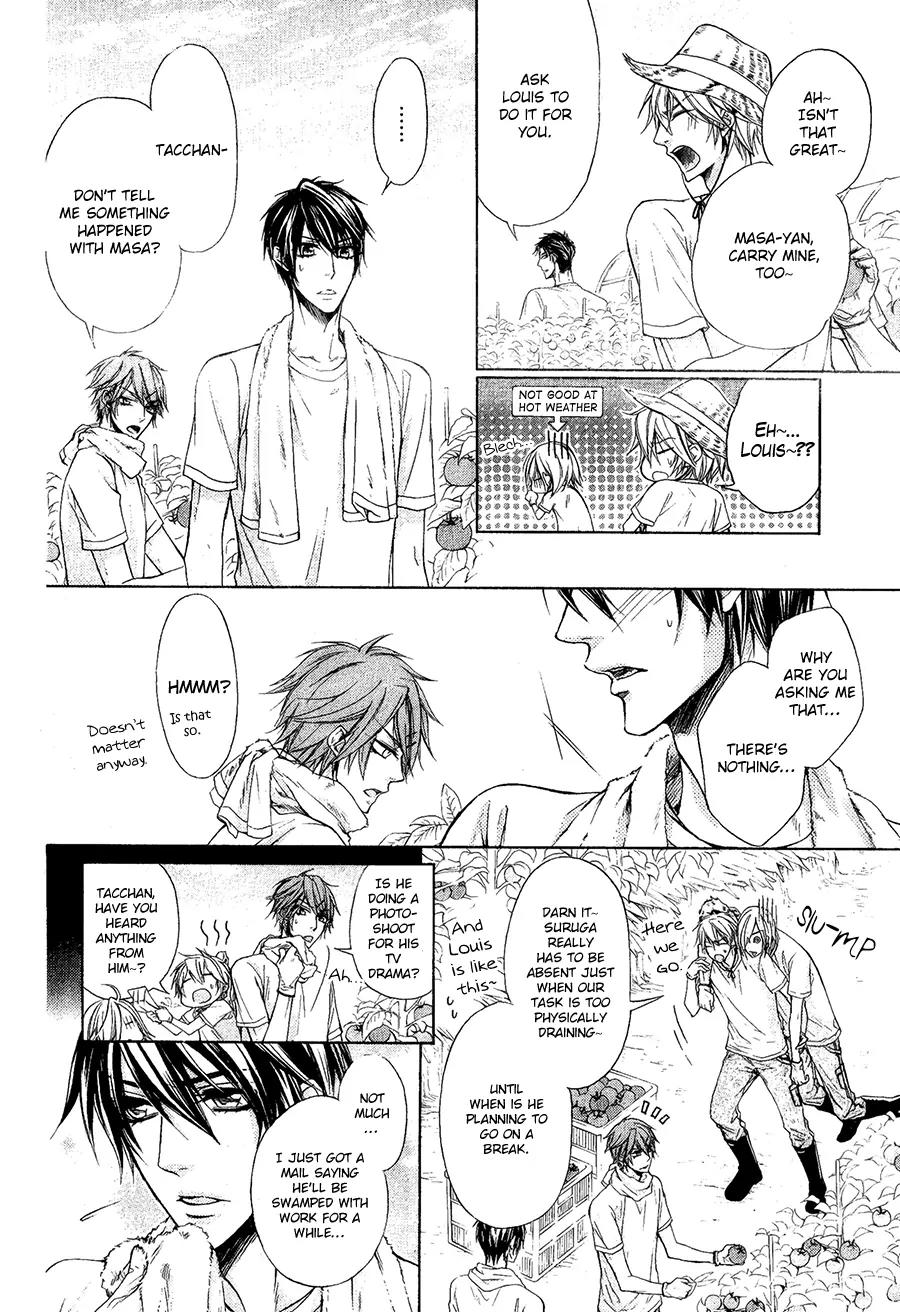 AH~
ISN'T
THAT
GREAT~
MASA-YAN,
CARRY MINE,
TOO~
ASK
LOUIS TO
DO IT FOR
YOU.
EH~...
LOUIS~??
NOT GOOD AT
HOT WEATHER
Blech...
......
TACCHAN-
DON'T TELL
ME SOMETHING
HAPPENED
WITH MASA?
WHY
ARE YOU
ASKING ME
THAT...
THERE'S
NOTHING...
HMMM?
Is that
so.
Doesn't
matter
anyway.
Slu-mp
Here
we
go.
DARN IT~
SURUGA
REALLY
HAS TO BE
ABSENT JUST
WHEN OUR
TASK IS TOO
PHYSICALLY
DRAINING~
And
Louis
is like
this~
UNTIL
WHEN IS HE
PLANNING TO
GO ON A
BREAK.
IS HE
DOING A
PHOTO-
SHOOT
FOR HIS
TV
DRAMA?
Ah...
TACCHAN,
HAVE YOU
HEARD
ANYTHING
FROM
HIM~?
NOT
MUCH
...
I JUST GOT A
MAIL SAYING
HE'LL BE
SWAMPED WITH
WORK FOR A
WHILE...